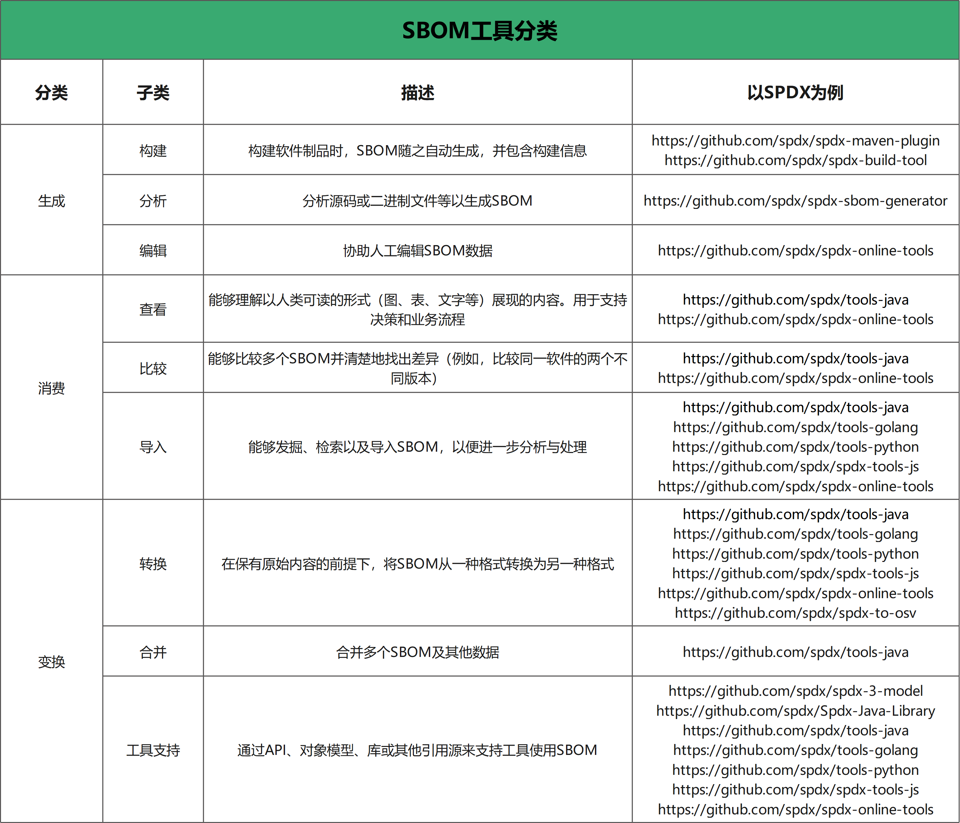 SBOM工具分类
分类
子类
描述
以SPDX为例
生成
构建
构建软件制品时，SBOM随之自动生成，并包含构建信息
https://github.com/spdx/spdx-maven-plugin
https://github.com/spdx/spdx-build-tool
分析
分析源码或二进制文件等以生成SBOM
https://github.com/spdx/spdx-sbom-generator
编辑
协助人工编辑SBOM数据
https://github.com/spdx/spdx-online-tools
消费
查看
能够理解以人类可读的形式（图、表、文字等）展现的内容。用于支持
决策和业务流程
https://github.com/spdx/tools-java
https://github.com/spdx/spdx-online-tools
比较
能够比较多个SBOM并清楚地找出差异（例如，比较同一软件的两个不
同版本）
https://github.com/spdx/tools-java
https://github.com/spdx/spdx-online-tools
导入
能够发掘、检索以及导入SBOM，以便进一步分析与处理
https://github.com/spdx/tools-java
https://github.com/spdx/tools-golang
https://github.com/spdx/tools-python
https://github.com/spdx/spdx-tools-js
https://github.com/spdx/spdx-online-tools
变换
转换
在保有原始内容的前提下，将SBOM从一种格式转换为另一种格式
https://github.com/spdx/tools-java
https://github.com/spdx/tools-golang
https://github.com/spdx/tools-python
https://github.com/spdx/spdx-tools-js
https://github.com/spdx/spdx-online-tools
https://github.com/spdx/spdx-to-osv
合并
合并多个SBOM及其他数据
https://github.com/spdx/tools-java
工具支持
通过API、对象模型、库或其他引用源来支持工具使用SBOM
https://github.com/spdx/spdx-3-model
https://github.com/spdx/Spdx-Java-Library
https://github.com/spdx/tools-java
https://github.com/spdx/tools-golang
https://github.com/spdx/tools-python
https://github.com/spdx/spdx-tools-js
https://github.com/spdx/spdx-online-tools